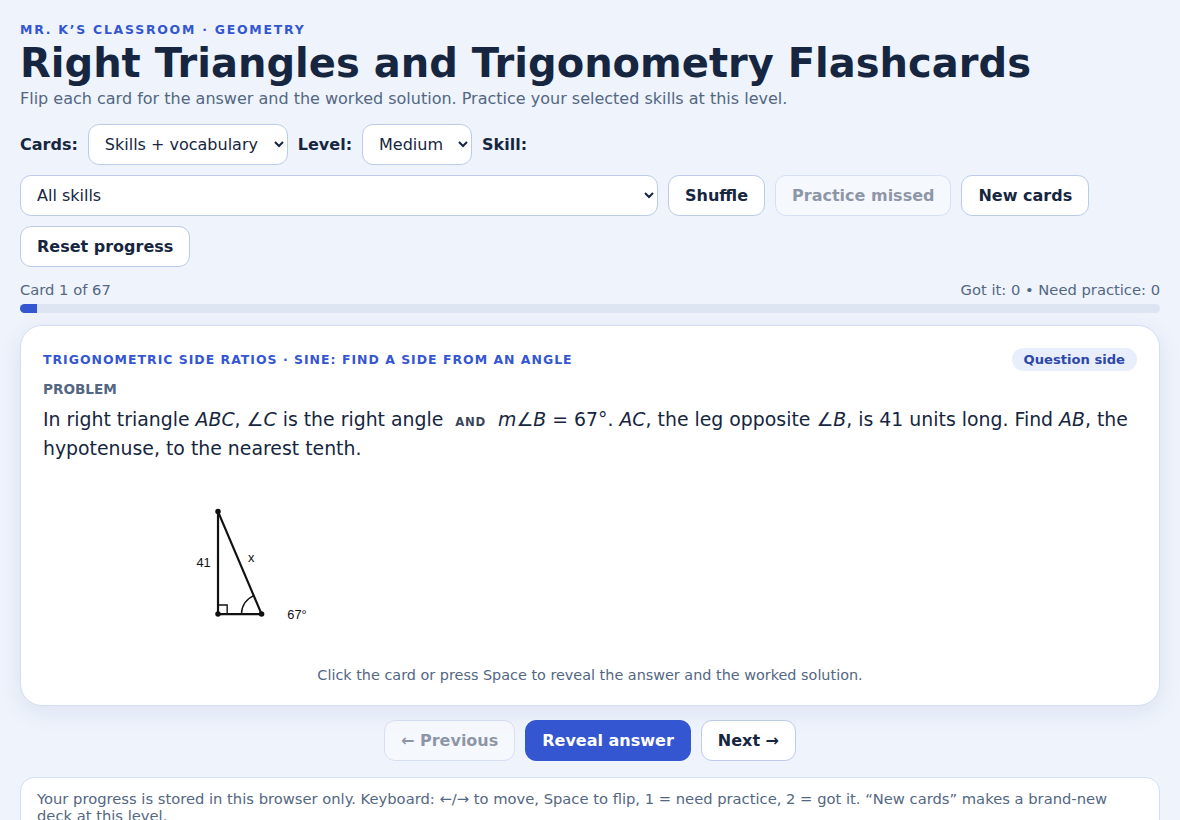 MR. K’S CLASSROOM · GEOMETRY
Right Triangles and Trigonometry Flashcards
Flip each card for the answer and the worked solution. Practice your selected skills at this level.
Cards: Skills + vocabulary Level: Medium Skill:
All skills Shuffle Practice missed New cards
Reset progress
Card 1 of 67 Got it: 0 • Need practice: 0
TRIGONOMETRIC SIDE RATIOS · SINE: FIND A SIDE FROM AN ANGLE Question side
PROBLEM
In right triangle ABC, ∠C is the right angle AND m∠B = 67°. AC, the leg opposite ∠B, is 41 units long. Find AB, the
hypotenuse, to the nearest tenth.
41 x
67°
Click the card or press Space to reveal the answer and the worked solution.
← Previous Reveal answer Next →
Your progress is stored in this browser only. Keyboard: ←/→ to move, Space to flip, 1 = need practice, 2 = got it. “New cards” makes a brand-new
deck at this level.